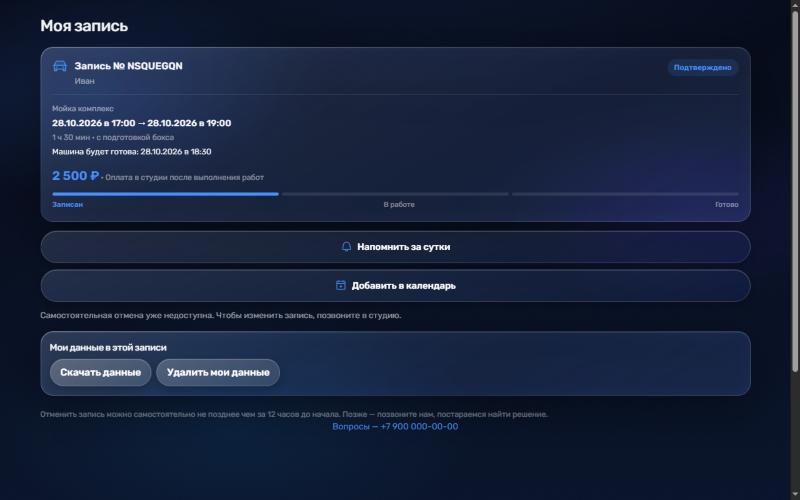 Моя запись
Запись № NSQUEGQN
Иван
Подтверждено
Мойка комплекс
28.10.2026 в 17:00 → 28.10.2026 в 19:00
1 ч 30 мин · с подготовкой бокса
Машина будет готова: 28.10.2026 в 18:30
2 500 ₽ · Оплата в студии после выполнения работ
Записан
В работе
Готово
Напомнить за сутки
Добавить в календарь
Самостоятельная отмена уже недоступна. Чтобы изменить запись, позвоните в студию.
Мои данные в этой записи
Скачать данные
Удалить мои данные
Отменить запись можно самостоятельно не позднее чем за 12 часов до начала. Позже — позвоните нам, постараемся найти решение.
Вопросы — +7 900 000-00-00